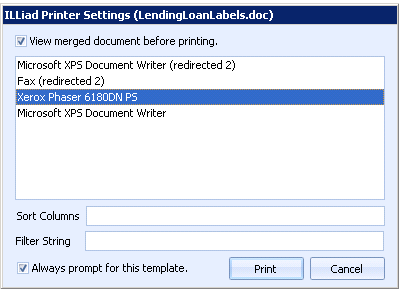 ILLiad Printer Settings (LendingLoanLabels.doc)
View merged document before printing.
Microsoft XPS Document Writer (redirected 2)
Fax (redirected 2)
Xerox Phaser 6180DN PS
Microsoft XPS Document Writer
Sort Columns
Filter String
Always prompt for this template.
Print
Cancel